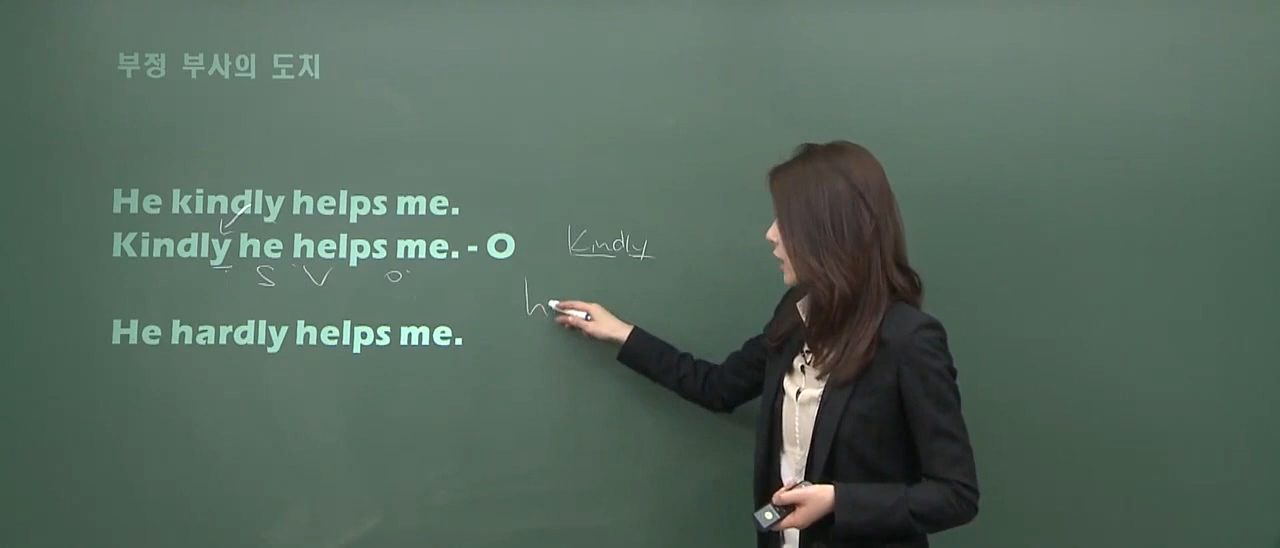 부정 부사의 도치
He kindly helps me.
Kindly he helps me. - O
Kindly
S V O
h
He hardly helps me.